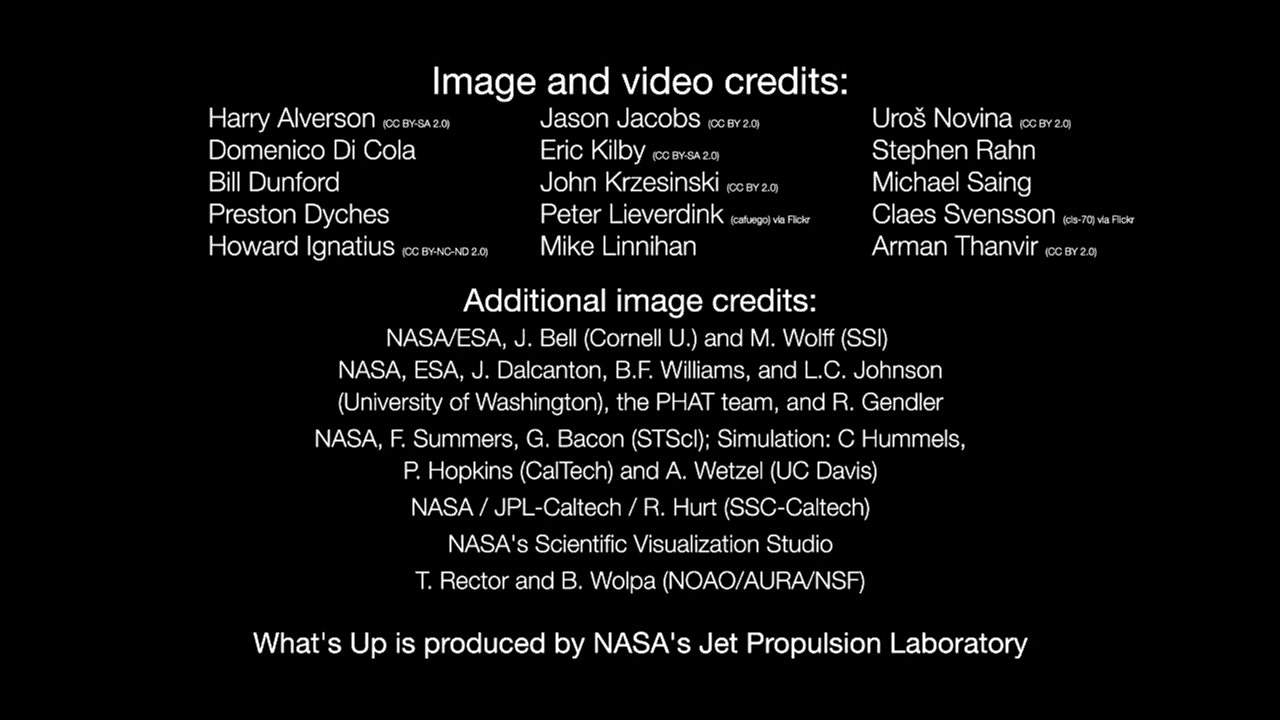 Image and video credits:
Harry Alverson (CC BY-SA 2.0)
Domenico Di Cola
Bill Dunford
Preston Dyches
Howard Ignatius (CC BY-NC-ND 2.0)
Jason Jacobs (CC BY 2.0)
Eric Kilby (CC BY-SA 2.0)
John Krzesinski (CC BY 2.0)
Peter Lieverdink (cafuego) via Flickr
Mike Linnihan
Uroš Novina (CC BY 2.0)
Stephen Rahn
Michael Saing
Claes Svensson (cls-70) via Flickr
Arman Thanvir (CC BY 2.0)
Additional image credits:
NASA/ESA, J. Bell (Cornell U.) and M. Wolff (SSI)
NASA, ESA, J. Dalcanton, B.F. Williams, and L.C. Johnson
(University of Washington), the PHAT team, and R. Gendler
NASA, F. Summers, G. Bacon (STScI); Simulation: C Hummels,
P. Hopkins (CalTech) and A. Wetzel (UC Davis)
NASA / JPL-Caltech / R. Hurt (SSC-Caltech)
NASA's Scientific Visualization Studio
T. Rector and B. Wolpa (NOAO/AURA/NSF)
What's Up is produced by NASA's Jet Propulsion Laboratory